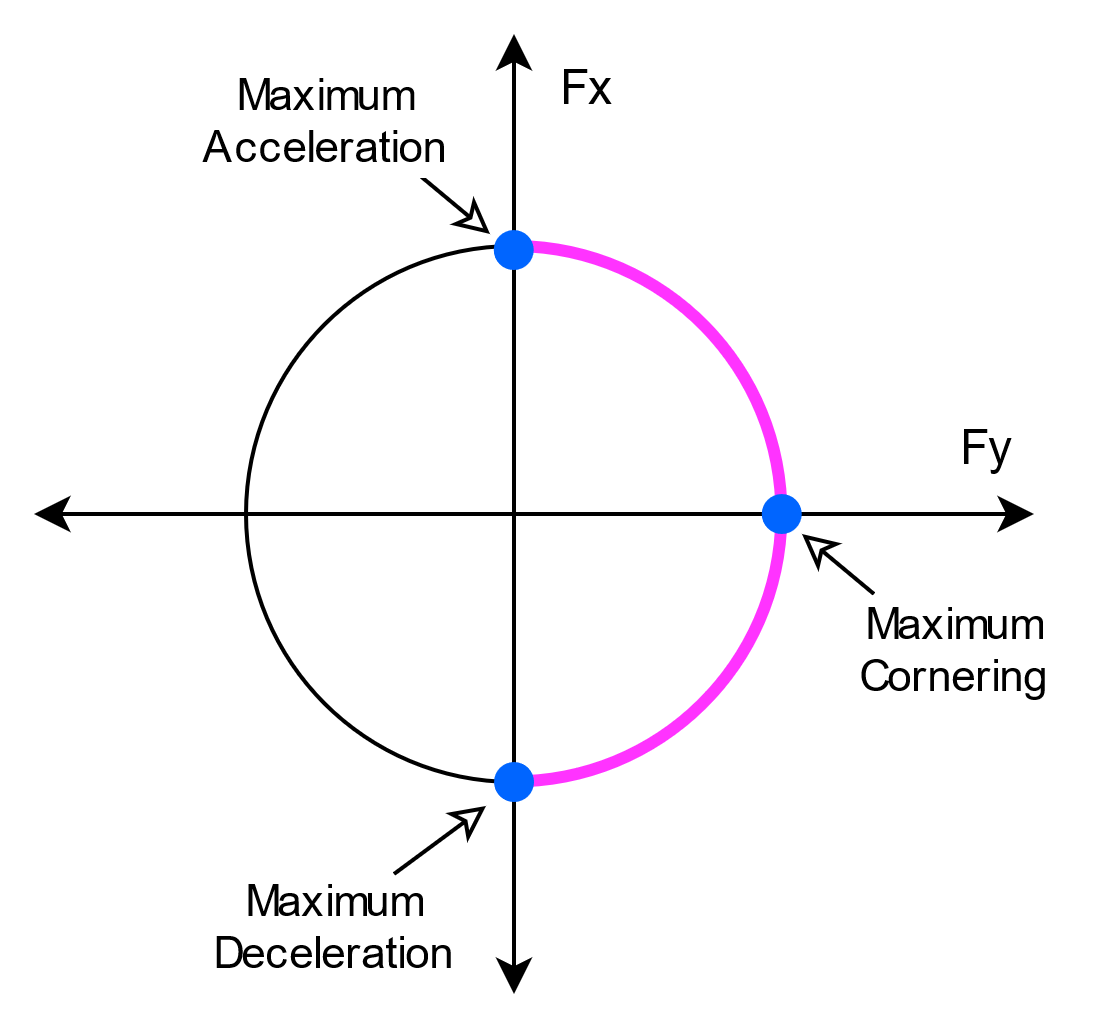 Maximum
Acceleration
Fx
Fy
Maximum
Cornering
Maximum
Deceleration